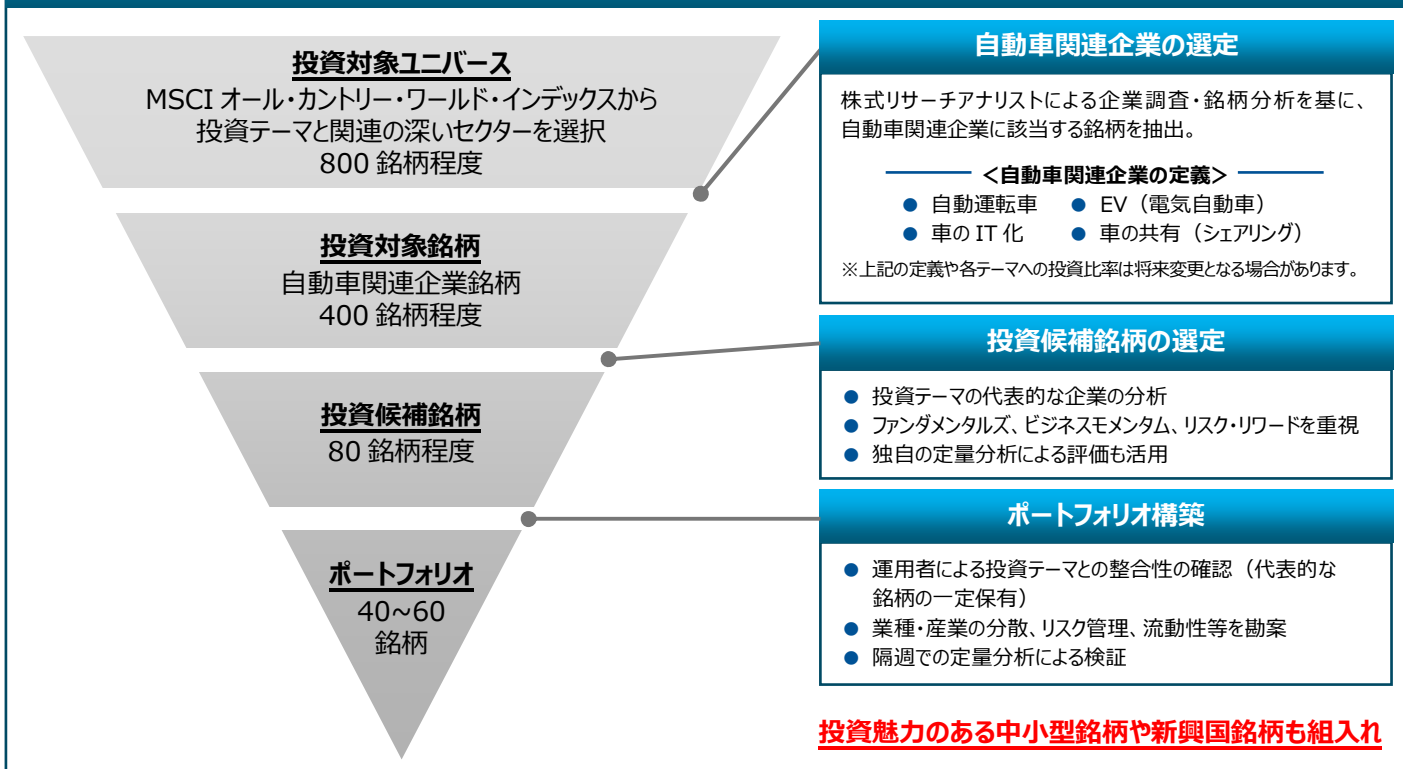 投資対象ユニバース
MSCI オール・カントリー・ワールド・インデックスから
投資テーマと関連の深いセクターを選択
800 銘柄程度
投資対象銘柄
自動車関連企業銘柄
400 銘柄程度
投資候補銘柄
80 銘柄程度
ポートフォリオ
40~60
銘柄
自動車関連企業の選定
株式リサーチアナリストによる企業調査・銘柄分析を基に、
自動車関連企業に該当する銘柄を抽出。
<自動車関連企業の定義>
● 自動運転車 ● EV（電気自動車）
● 車の IT 化 ● 車の共有（シェアリング）
※上記の定義や各テーマへの投資比率は将来変更となる場合があります。
投資候補銘柄の選定
● 投資テーマの代表的な企業の分析
● ファンダメンタルズ、ビジネスモメンタム、リスク・リワードを重視
● 独自の定量分析による評価も活用
ポートフォリオ構築
● 運用者による投資テーマとの整合性の確認（代表的な
銘柄の一定保有）
● 業種・産業の分散、リスク管理、流動性等を勘案
● 隔週での定量分析による検証
投資魅力のある中小型銘柄や新興国銘柄も組入れ